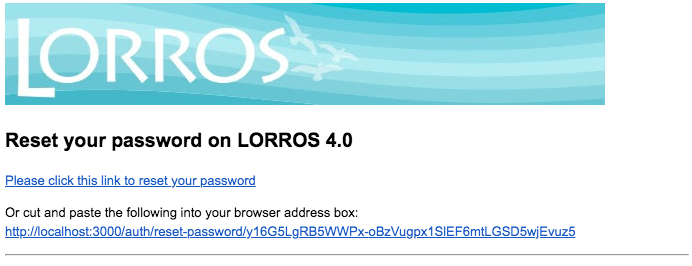 LORROS
Reset your password on LORROS 4.0
Please click this link to reset your password
Or cut and paste the following into your browser address box:
http://localhost:3000/auth/reset-password/y16G5LgRB5WWPx-oBzVugpx1SlEF6mtLGSD5wjEvuz5